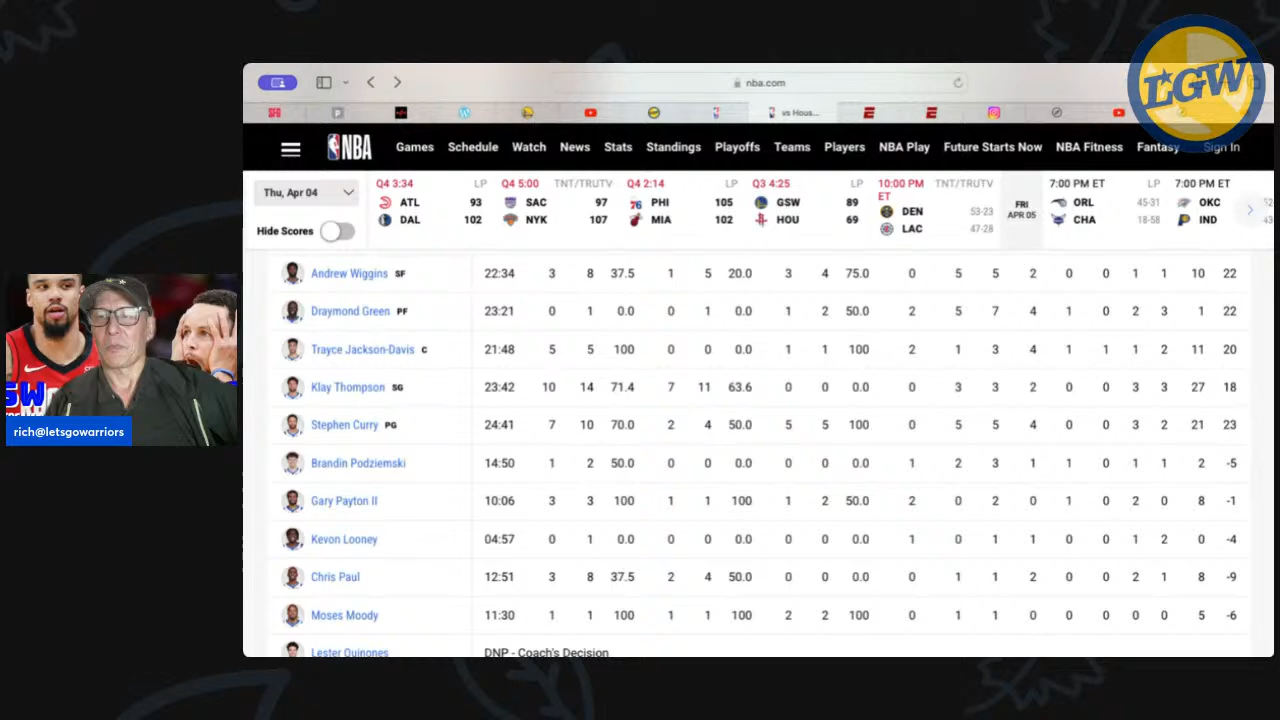 LGW
nba.com
vs Hous...
NBA Games Schedule Watch News Stats Standings Playoffs Teams Players NBA Play Future Starts Now NBA Fitness Fantasy Sign In
Thu, Apr 04
Hide Scores
Q4 3:34 LP
ATL 93
DAL 102
Q4 5:00 TNT/TRUTV
SAC 97
NYK 107
Q4 2:14 LP
PHI 105
MIA 102
Q3 4:25 LP
GSW 89
HOU 69
10:00 PM ET TNT/TRUTV
DEN 53-23
LAC 47-28
FRI
APR 05
7:00 PM ET LP
ORL 45-31
CHA 18-58
7:00 PM ET
OKC
IND
Andrew Wiggins SF 22:34 3 8 37.5 1 5 20.0 3 4 75.0 0 5 5 2 0 0 1 1 10 22
Draymond Green PF 23:21 0 1 0.0 0 1 0.0 1 2 50.0 2 5 7 4 1 0 2 3 1 22
Trayce Jackson-Davis C 21:48 5 5 100 0 0 0.0 1 1 100 2 1 3 4 1 1 1 2 11 20
Klay Thompson SG 23:42 10 14 71.4 7 11 63.6 0 0 0.0 0 3 3 2 0 0 3 3 27 18
Stephen Curry PG 24:41 7 10 70.0 2 4 50.0 5 5 100 0 5 5 4 0 0 3 2 21 23
Brandin Podziemski 14:50 1 2 50.0 0 0 0.0 0 0 0.0 1 2 3 1 1 0 1 1 2 -5
Gary Payton II 10:06 3 3 100 1 1 100 1 2 50.0 2 0 2 0 1 0 2 0 8 -1
Kevon Looney 04:57 0 1 0.0 0 0 0.0 0 0 0.0 1 0 1 1 0 0 1 2 0 -4
Chris Paul 12:51 3 8 37.5 2 4 50.0 0 0 0.0 0 1 1 2 0 0 2 1 8 -9
Moses Moody 11:30 1 1 100 1 1 100 2 2 100 0 1 1 0 0 0 0 0 5 -6
Lester Quinones DNP - Coach's Decision
rich@letsgowarriors